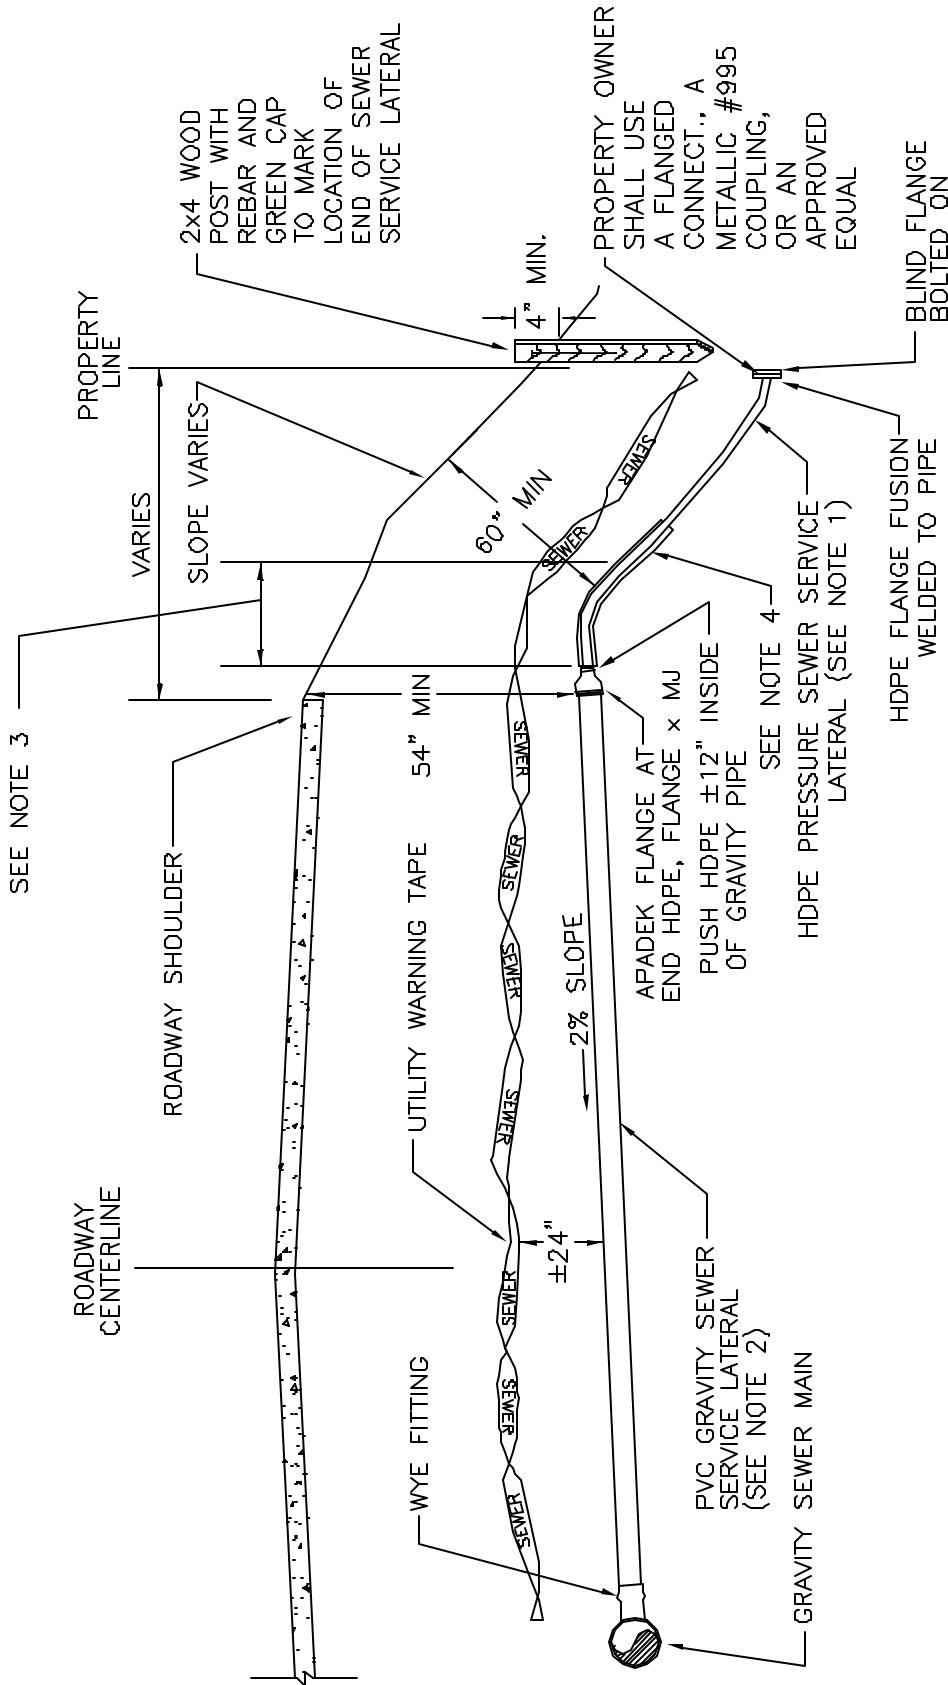 SEE NOTE 3
ROADWAY
CENTERLINE
ROADWAY SHOULDER
VARIES
PROPERTY
LINE
SLOPE VARIES
2x4 WOOD
POST WITH
REBAR AND
GREEN CAP
TO MARK
LOCATION OF
END OF SEWER
SERVICE LATERAL
WYE FITTING
UTILITY WARNING TAPE
54" MIN
60" MIN
4" MIN.
SEWER
SEWER
SEWER
SEWER
SEWER
SEWER
SEWER
SEWER
SEWER
±24"
2% SLOPE
PROPERTY OWNER
SHALL USE
A FLANGED
CONNECT., A
METALLIC #995
COUPLING,
OR AN
APPROVED
EQUAL
APADEK FLANGE AT
END HDPE, FLANGE x MJ
PUSH HDPE ±12" INSIDE
OF GRAVITY PIPE
SEE NOTE 4
HDPE PRESSURE SEWER SERVICE
LATERAL (SEE NOTE 1)
HDPE FLANGE FUSION
WELDED TO PIPE
BLIND FLANGE
BOLTED ON
PVC GRAVITY SEWER
SERVICE LATERAL
(SEE NOTE 2)
GRAVITY SEWER MAIN